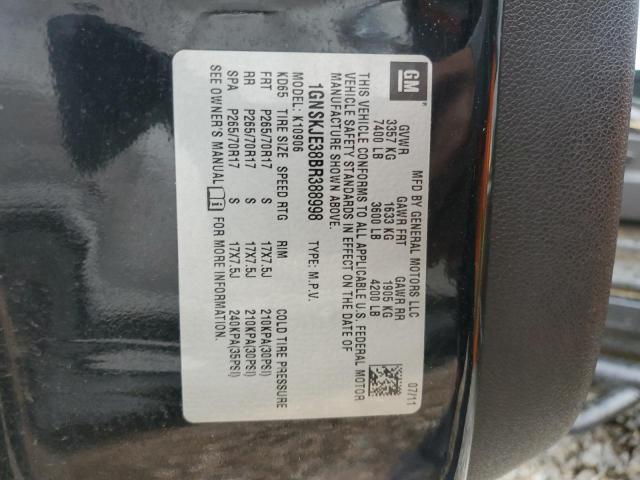 GM
MFD BY GENERAL MOTORS LLC 07/11
GVWR GAWR FRT GAWR RR
3357 KG 1633 KG 1905 KG
7400 LB 3600 LB 4200 LB
THIS VEHICLE CONFORMS TO ALL APPLICABLE U.S. FEDERAL MOTOR
VEHICLE SAFETY STANDARDS IN EFFECT ON THE DATE OF
MANUFACTURE SHOWN ABOVE.
1GNSKJE38BR388998 TYPE: M.P.V.
MODEL: K10906
KD65 TIRE SIZE SPEED RTG RIM COLD TIRE PRESSURE
FRT P265/70R17 S 17X7.5J 210KPA(30PSI)
RR P265/70R17 S 17X7.5J 210KPA(30PSI)
SPA P265/70R17 S 17X7.5J 240KPA(35PSI)
SEE OWNER'S MANUAL FOR MORE INFORMATION.